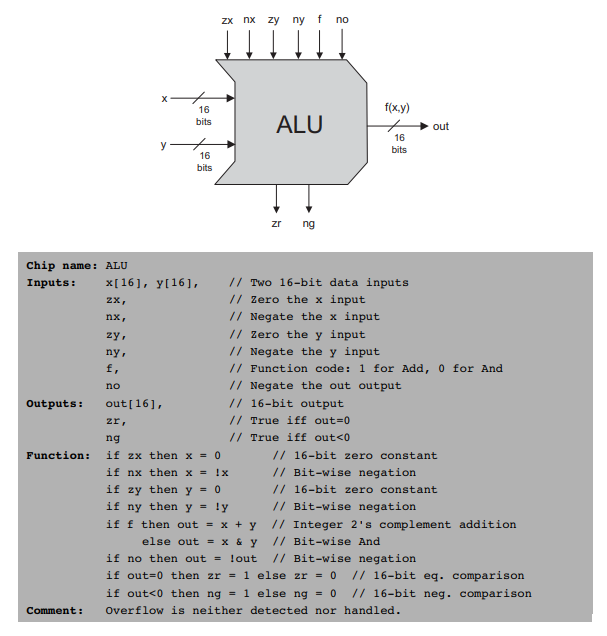 zx nx zy ny f no
x
16
bits
ALU
f(x,y)
out
16
bits
y
16
bits
zr ng
Chip name: ALU
Inputs: x[16], y[16], // Two 16-bit data inputs
zx, // Zero the x input
nx, // Negate the x input
zy, // Zero the y input
ny, // Negate the y input
f, // Function code: 1 for Add, 0 for And
no // Negate the out output
Outputs: out[16], // 16-bit output
zr, // True iff out=0
ng // True iff out<0
Function: if zx then x = 0 // 16-bit zero constant
if nx then x = !x // Bit-wise negation
if zy then y = 0 // 16-bit zero constant
if ny then y = !y // Bit-wise negation
if f then out = x + y // Integer 2's complement addition
else out = x & y // Bit-wise And
if no then out = !out // Bit-wise negation
if out=0 then zr = 1 else zr = 0 // 16-bit eq. comparison
if out<0 then ng = 1 else ng = 0 // 16-bit neg. comparison
Comment: Overflow is neither detected nor handled.